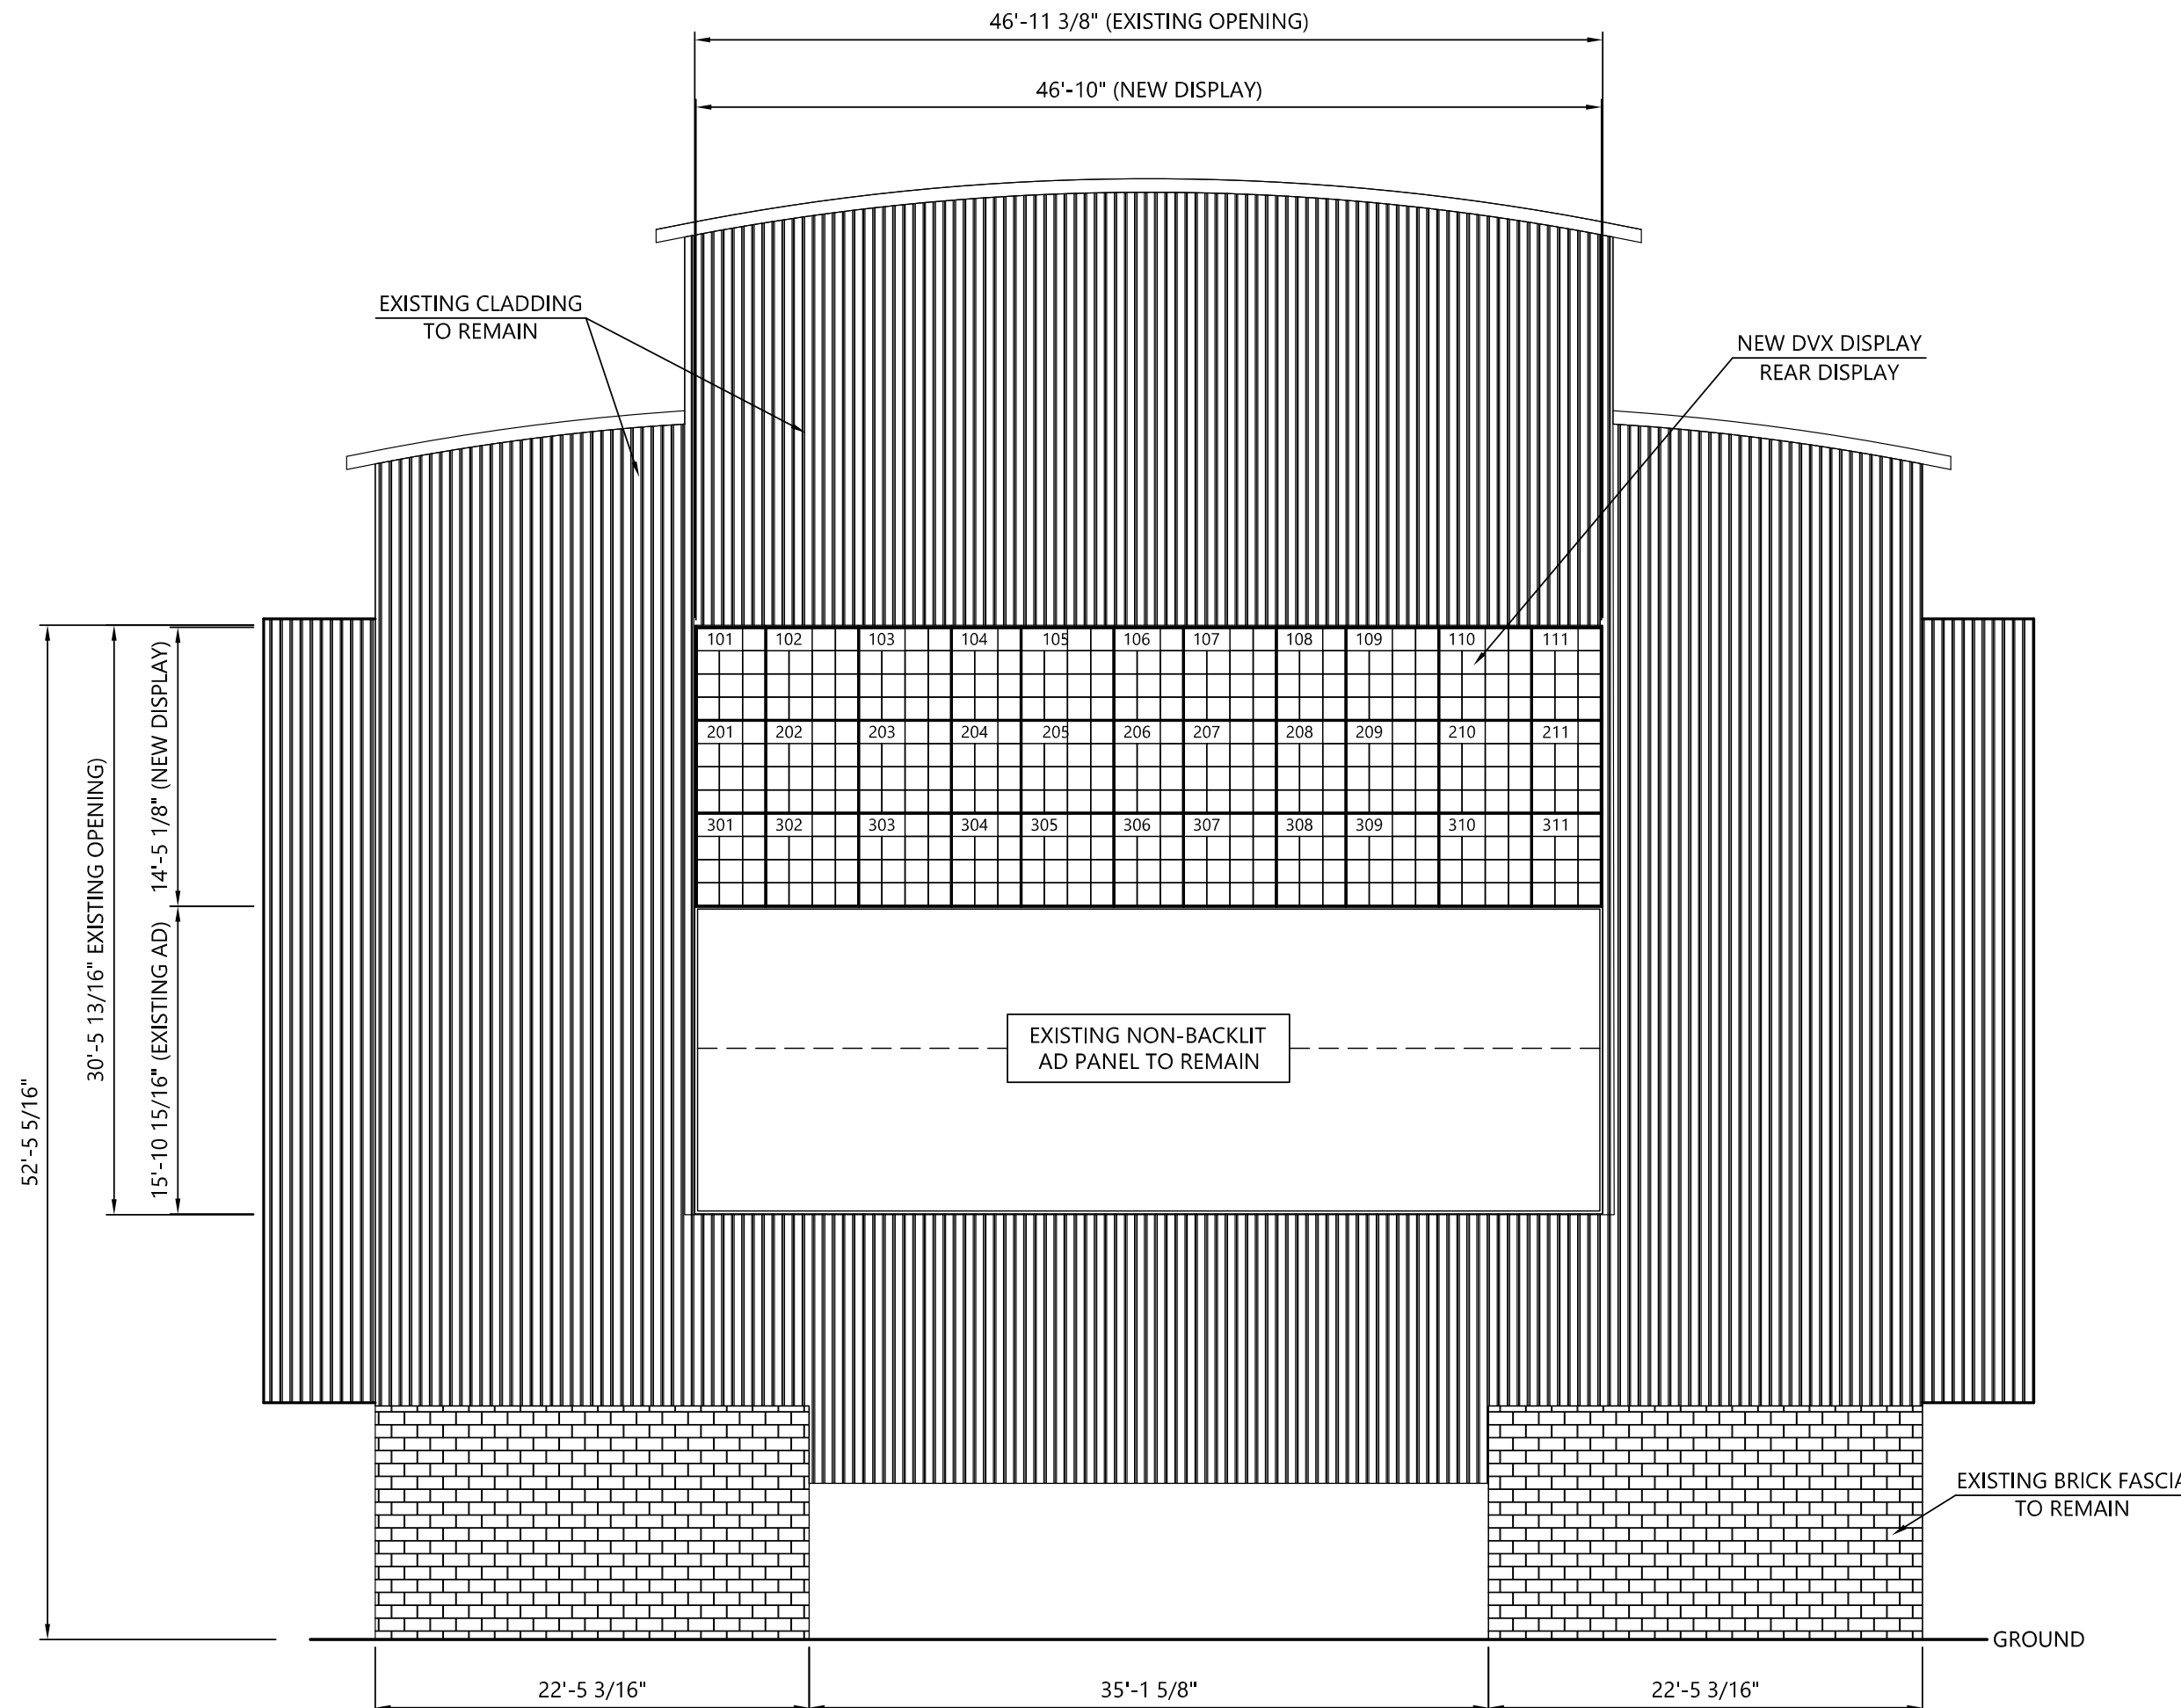 46'-11 3/8" (EXISTING OPENING)
46'-10" (NEW DISPLAY)
EXISTING CLADDING
TO REMAIN
NEW DVX DISPLAY
REAR DISPLAY
101 102 103 104 105 106 107 108 109 110 111
201 202 203 204 205 206 207 208 209 210 211
301 302 303 304 305 306 307 308 309 310 311
14'-5 1/8" (NEW DISPLAY)
30'-5 13/16" EXISTING OPENING)
15'-10 15/16" (EXISTING AD)
52'-5 5/16"
EXISTING NON-BACKLIT
AD PANEL TO REMAIN
EXISTING BRICK FASCIA
TO REMAIN
GROUND
22'-5 3/16" 35'-1 5/8" 22'-5 3/16"